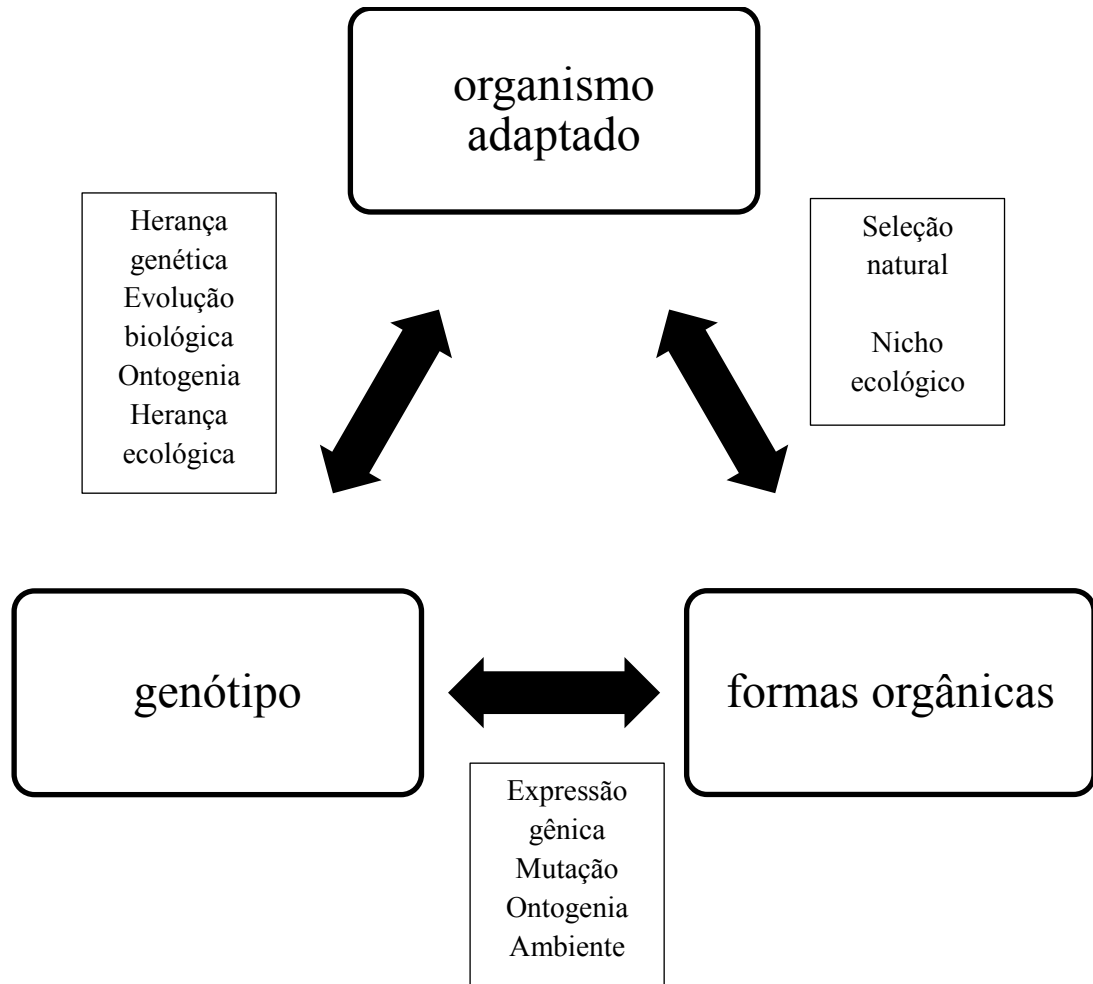 organismo
adaptado
Herança
genética
Evolução
biológica
Ontogenia
Herança
ecológica
Seleção
natural
Nicho
ecológico
genótipo
formas orgânicas
Expressão
gênica
Mutação
Ontogenia
Ambiente